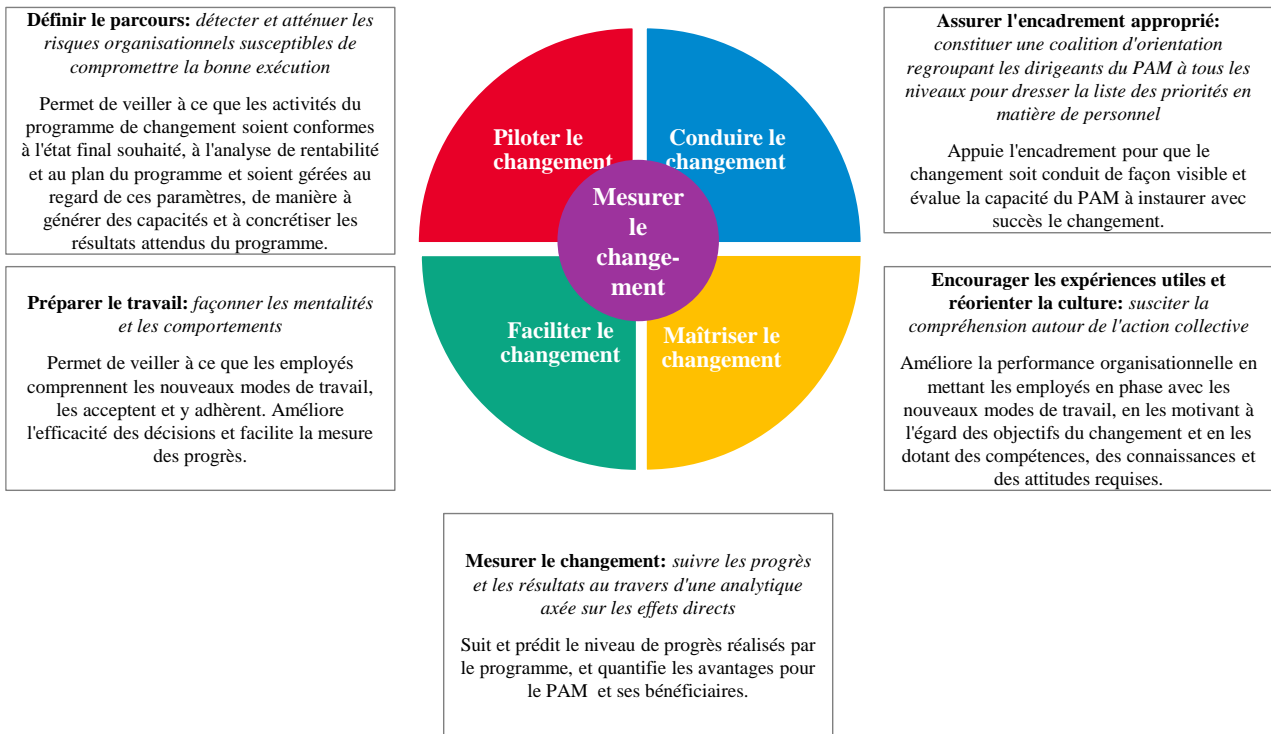 Définir le parcours: détecter et atténuer les
risques organisationnels susceptibles de
compromettre la bonne exécution
Permet de veiller à ce que les activités du
programme de changement soient conformes
à l'état final souhaité, à l'analyse de rentabilité
et au plan du programme et soient gérées au
regard de ces paramètres, de manière à
générer des capacités et à concrétiser les
résultats attendus du programme.
Préparer le travail: façonner les mentalités
et les comportements
Permet de veiller à ce que les employés
comprennent les nouveaux modes de travail,
les acceptent et y adhèrent. Améliore
l'efficacité des décisions et facilite la mesure
des progrès.
Piloter le
changement
Conduire le
changement
Mesurer
le
change-
ment
Faciliter le
changement
Maîtriser le
changement
Assurer l'encadrement approprié:
constituer une coalition d'orientation
regroupant les dirigeants du PAM à tous les
niveaux pour dresser la liste des priorités en
matière de personnel
Appuie l'encadrement pour que le
changement soit conduit de façon visible et
évalue la capacité du PAM à instaurer avec
succès le changement.
Encourager les expériences utiles et
réorienter la culture: susciter la
compréhension autour de l'action collective
Améliore la performance organisationnelle en
mettant les employés en phase avec les
nouveaux modes de travail, en les motivant à
l'égard des objectifs du changement et en les
dotant des compétences, des connaissances et
des attitudes requises.
Mesurer le changement: suivre les progrès
et les résultats au travers d'une analytique
axée sur les effets directs
Suit et prédit le niveau de progrès réalisés par
le programme, et quantifie les avantages pour
le PAM et ses bénéficiaires.